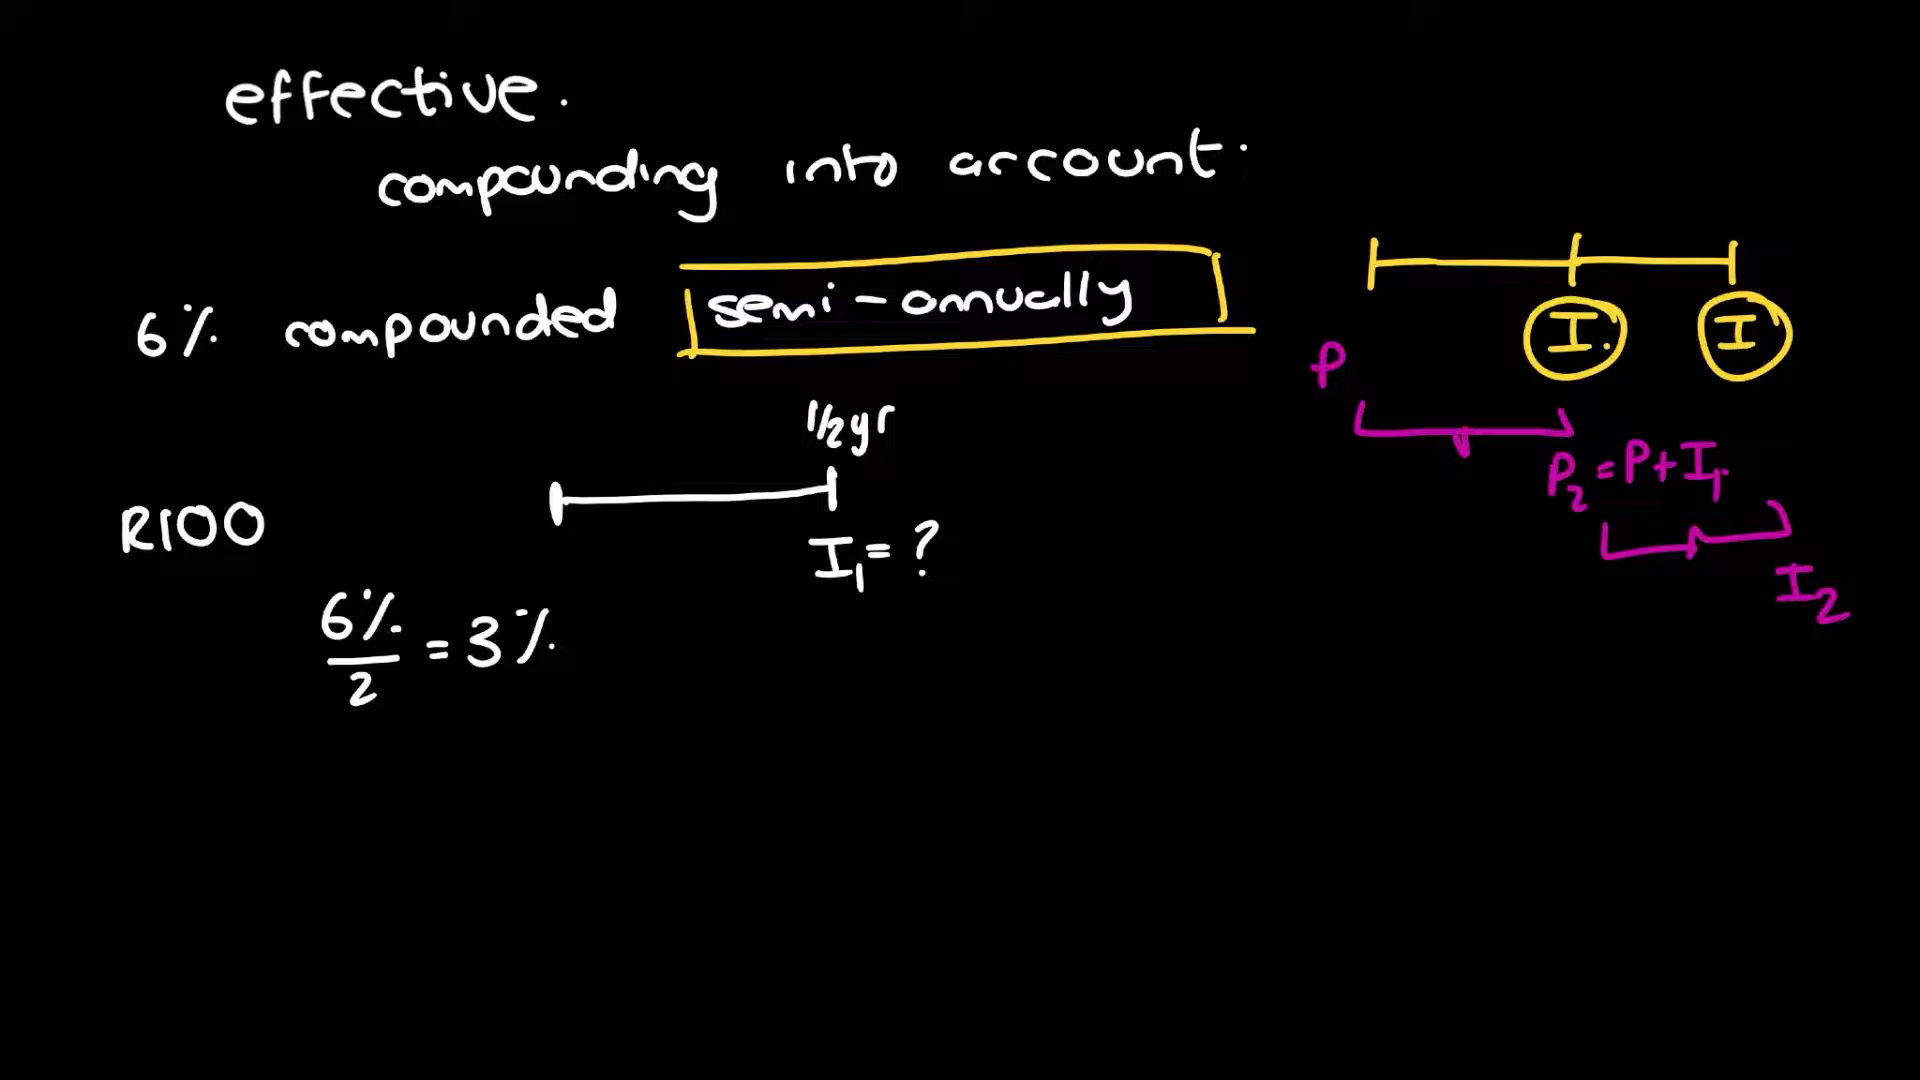 effective.
compounding into account.
6% compounded semi-annually
I. I
P
1/2yr
P2 = P+I1
R100
I1 = ?
I2
6%/2 = 3%